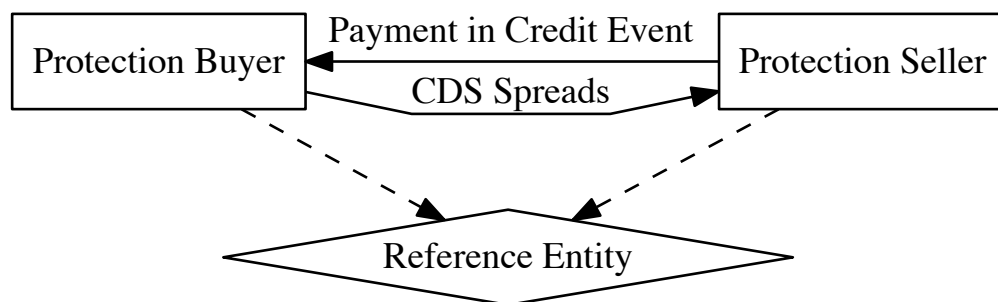 Payment in Credit Event
Protection Buyer
Protection Seller
CDS Spreads
Reference Entity